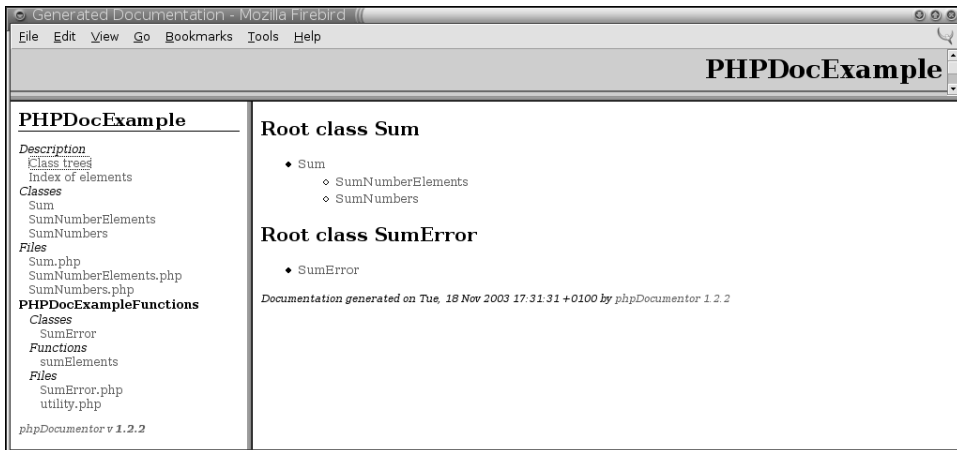 Generated Documentation - Mozilla Firebird
File Edit View Go Bookmarks Tools Help
PHPDocExample
PHPDocExample
Description
Class trees
Index of elements
Classes
Sum
SumNumberElements
SumNumbers
Files
Sum.php
SumNumberElements.php
SumNumbers.php
PHPDocExampleFunctions
Classes
SumError
Functions
sumElements
Files
SumError.php
utility.php
phpDocumentor v 1.2.2
Root class Sum
Sum
SumNumberElements
SumNumbers
Root class SumError
SumError
Documentation generated on Tue, 18 Nov 2003 17:31:31 +0100 by phpDocumentor 1.2.2